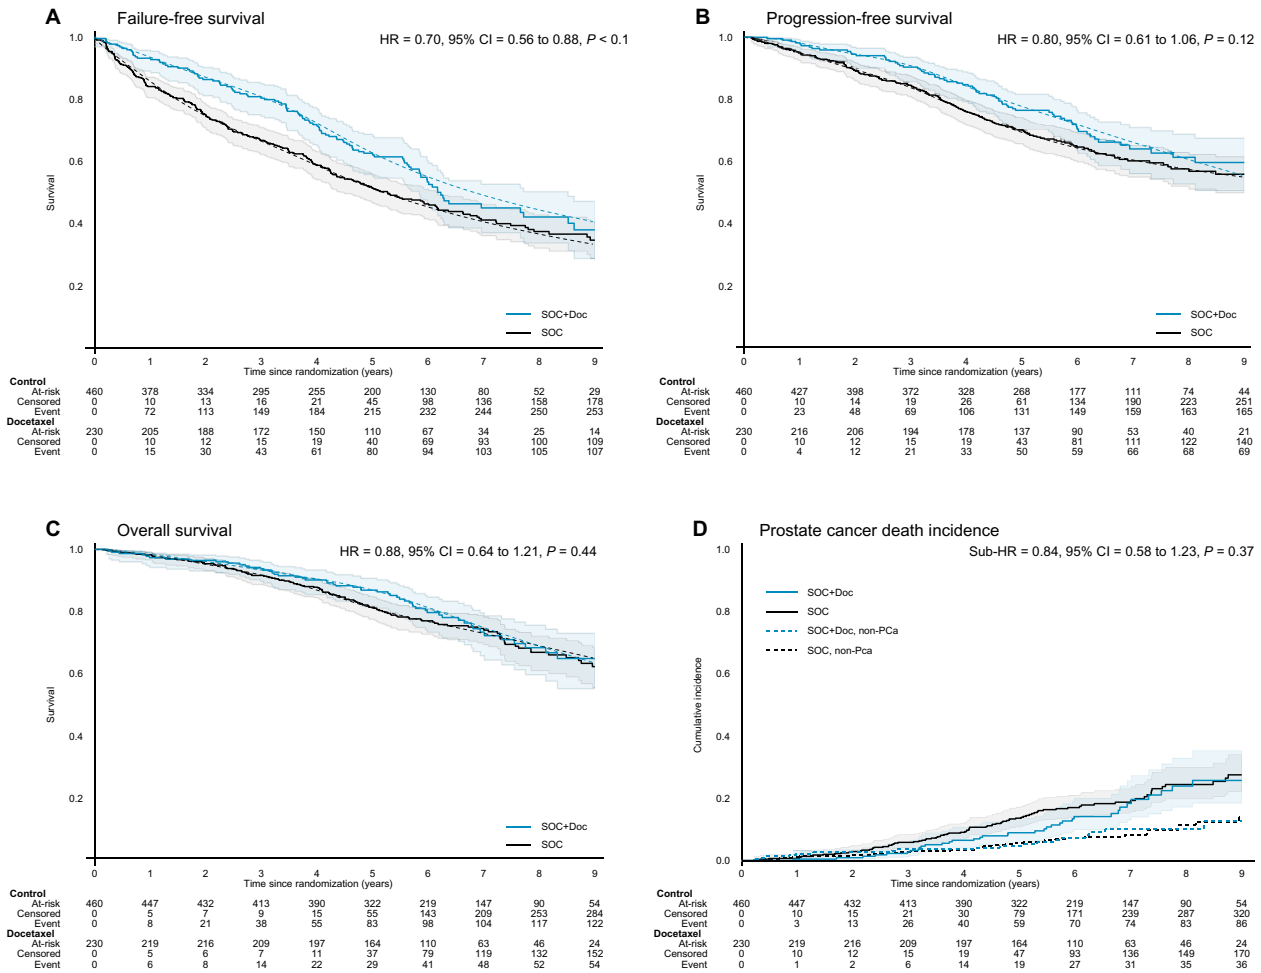 A Failure-free survival
HR = 0.70, 95% CI = 0.56 to 0.88, P < 0.1
1.0
0.8
0.6
0.4
0.2
Survival
SOC+Doc
SOC
0 1 2 3 4 5 6 7 8 9
Time since randomization (years)
Control
At-risk 460 378 334 295 255 200 130 80 52 29
Censored 0 10 13 16 21 45 98 136 158 178
Event 0 72 113 149 184 215 232 244 250 253
Docetaxel
At-risk 230 205 188 172 150 110 67 34 25 14
Censored 0 10 12 15 19 40 69 93 100 109
Event 0 15 30 43 61 80 94 103 105 107
B Progression-free survival
HR = 0.80, 95% CI = 0.61 to 1.06, P = 0.12
1.0
0.8
0.6
0.4
0.2
Survival
SOC+Doc
SOC
0 1 2 3 4 5 6 7 8 9
Time since randomization (years)
Control
At-risk 460 427 398 372 328 268 177 111 74 44
Censored 0 10 14 19 26 61 134 190 223 251
Event 0 23 48 69 106 131 149 159 163 165
Docetaxel
At-risk 230 216 206 194 178 137 90 53 40 21
Censored 0 10 12 15 19 43 81 111 122 140
Event 0 4 12 21 33 50 59 66 68 69
C Overall survival
HR = 0.88, 95% CI = 0.64 to 1.21, P = 0.44
1.0
0.8
0.6
0.4
0.2
Survival
SOC+Doc
SOC
0 1 2 3 4 5 6 7 8 9
Time since randomization (years)
Control
At-risk 460 447 432 413 390 322 219 147 90 54
Censored 0 5 7 9 15 55 143 209 253 284
Event 0 8 21 38 55 83 98 104 117 122
Docetaxel
At-risk 230 219 216 209 197 164 110 63 46 24
Censored 0 5 6 7 11 37 79 119 132 152
Event 0 6 8 14 22 29 41 48 52 54
D Prostate cancer death incidence
Sub-HR = 0.84, 95% CI = 0.58 to 1.23, P = 0.37
1.0
0.8
0.6
0.4
0.2
0.0
Cumulative incidence
SOC+Doc
SOC
SOC+Doc, non-PCa
SOC, non-Pca
0 1 2 3 4 5 6 7 8 9
Time since randomization (years)
Control
At-risk 460 447 432 413 390 322 219 147 90 54
Censored 0 10 15 21 30 79 171 239 287 320
Event 0 3 13 26 40 59 70 74 83 86
Docetaxel
At-risk 230 219 216 209 197 164 110 63 46 24
Censored 0 10 12 15 19 47 93 136 149 170
Event 0 1 2 6 14 19 27 31 35 36